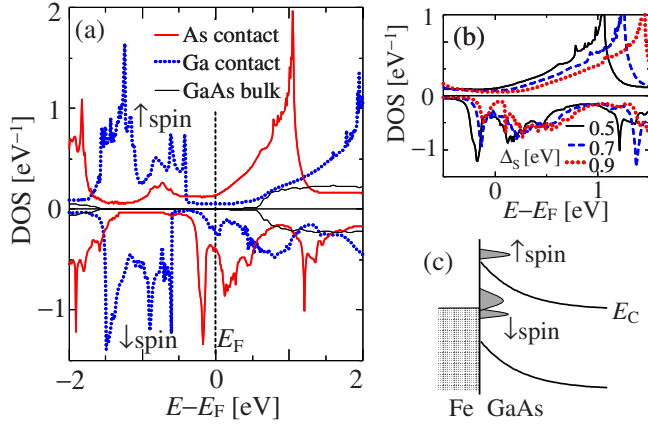 (a)
As contact
Ga contact
GaAs bulk
↑spin
↓spin
E_F
DOS [eV⁻¹]
2
1
0
−1
−2
−1
0
1
2
E−E_F [eV]
(b)
DOS [eV⁻¹]
1
0
−1
0
1
E−E_F [eV]
Δ_S [eV]
0.5
0.7
0.9
(c)
↑spin
E_C
↓spin
Fe
GaAs